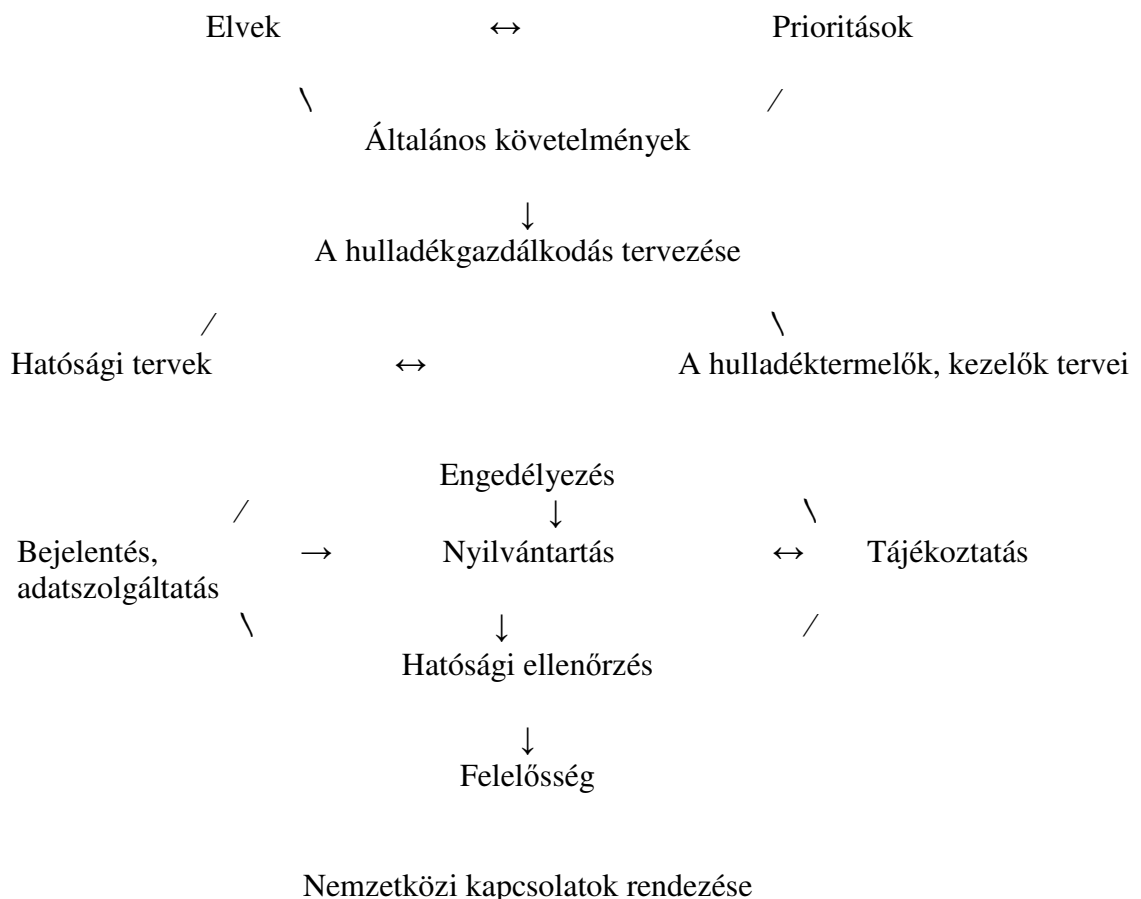 Elvek ↔ Prioritások
\ /
Általános követelmények
↓
A hulladékgazdálkodás tervezése
/ \
Hatósági tervek ↔ A hulladéktermelők, kezelők tervei
Engedélyezés
/ ↓ \
Bejelentés, → Nyilvántartás ↔ Tájékoztatás
adatszolgáltatás
\ ↓ /
Hatósági ellenőrzés
↓
Felelősség
Nemzetközi kapcsolatok rendezése